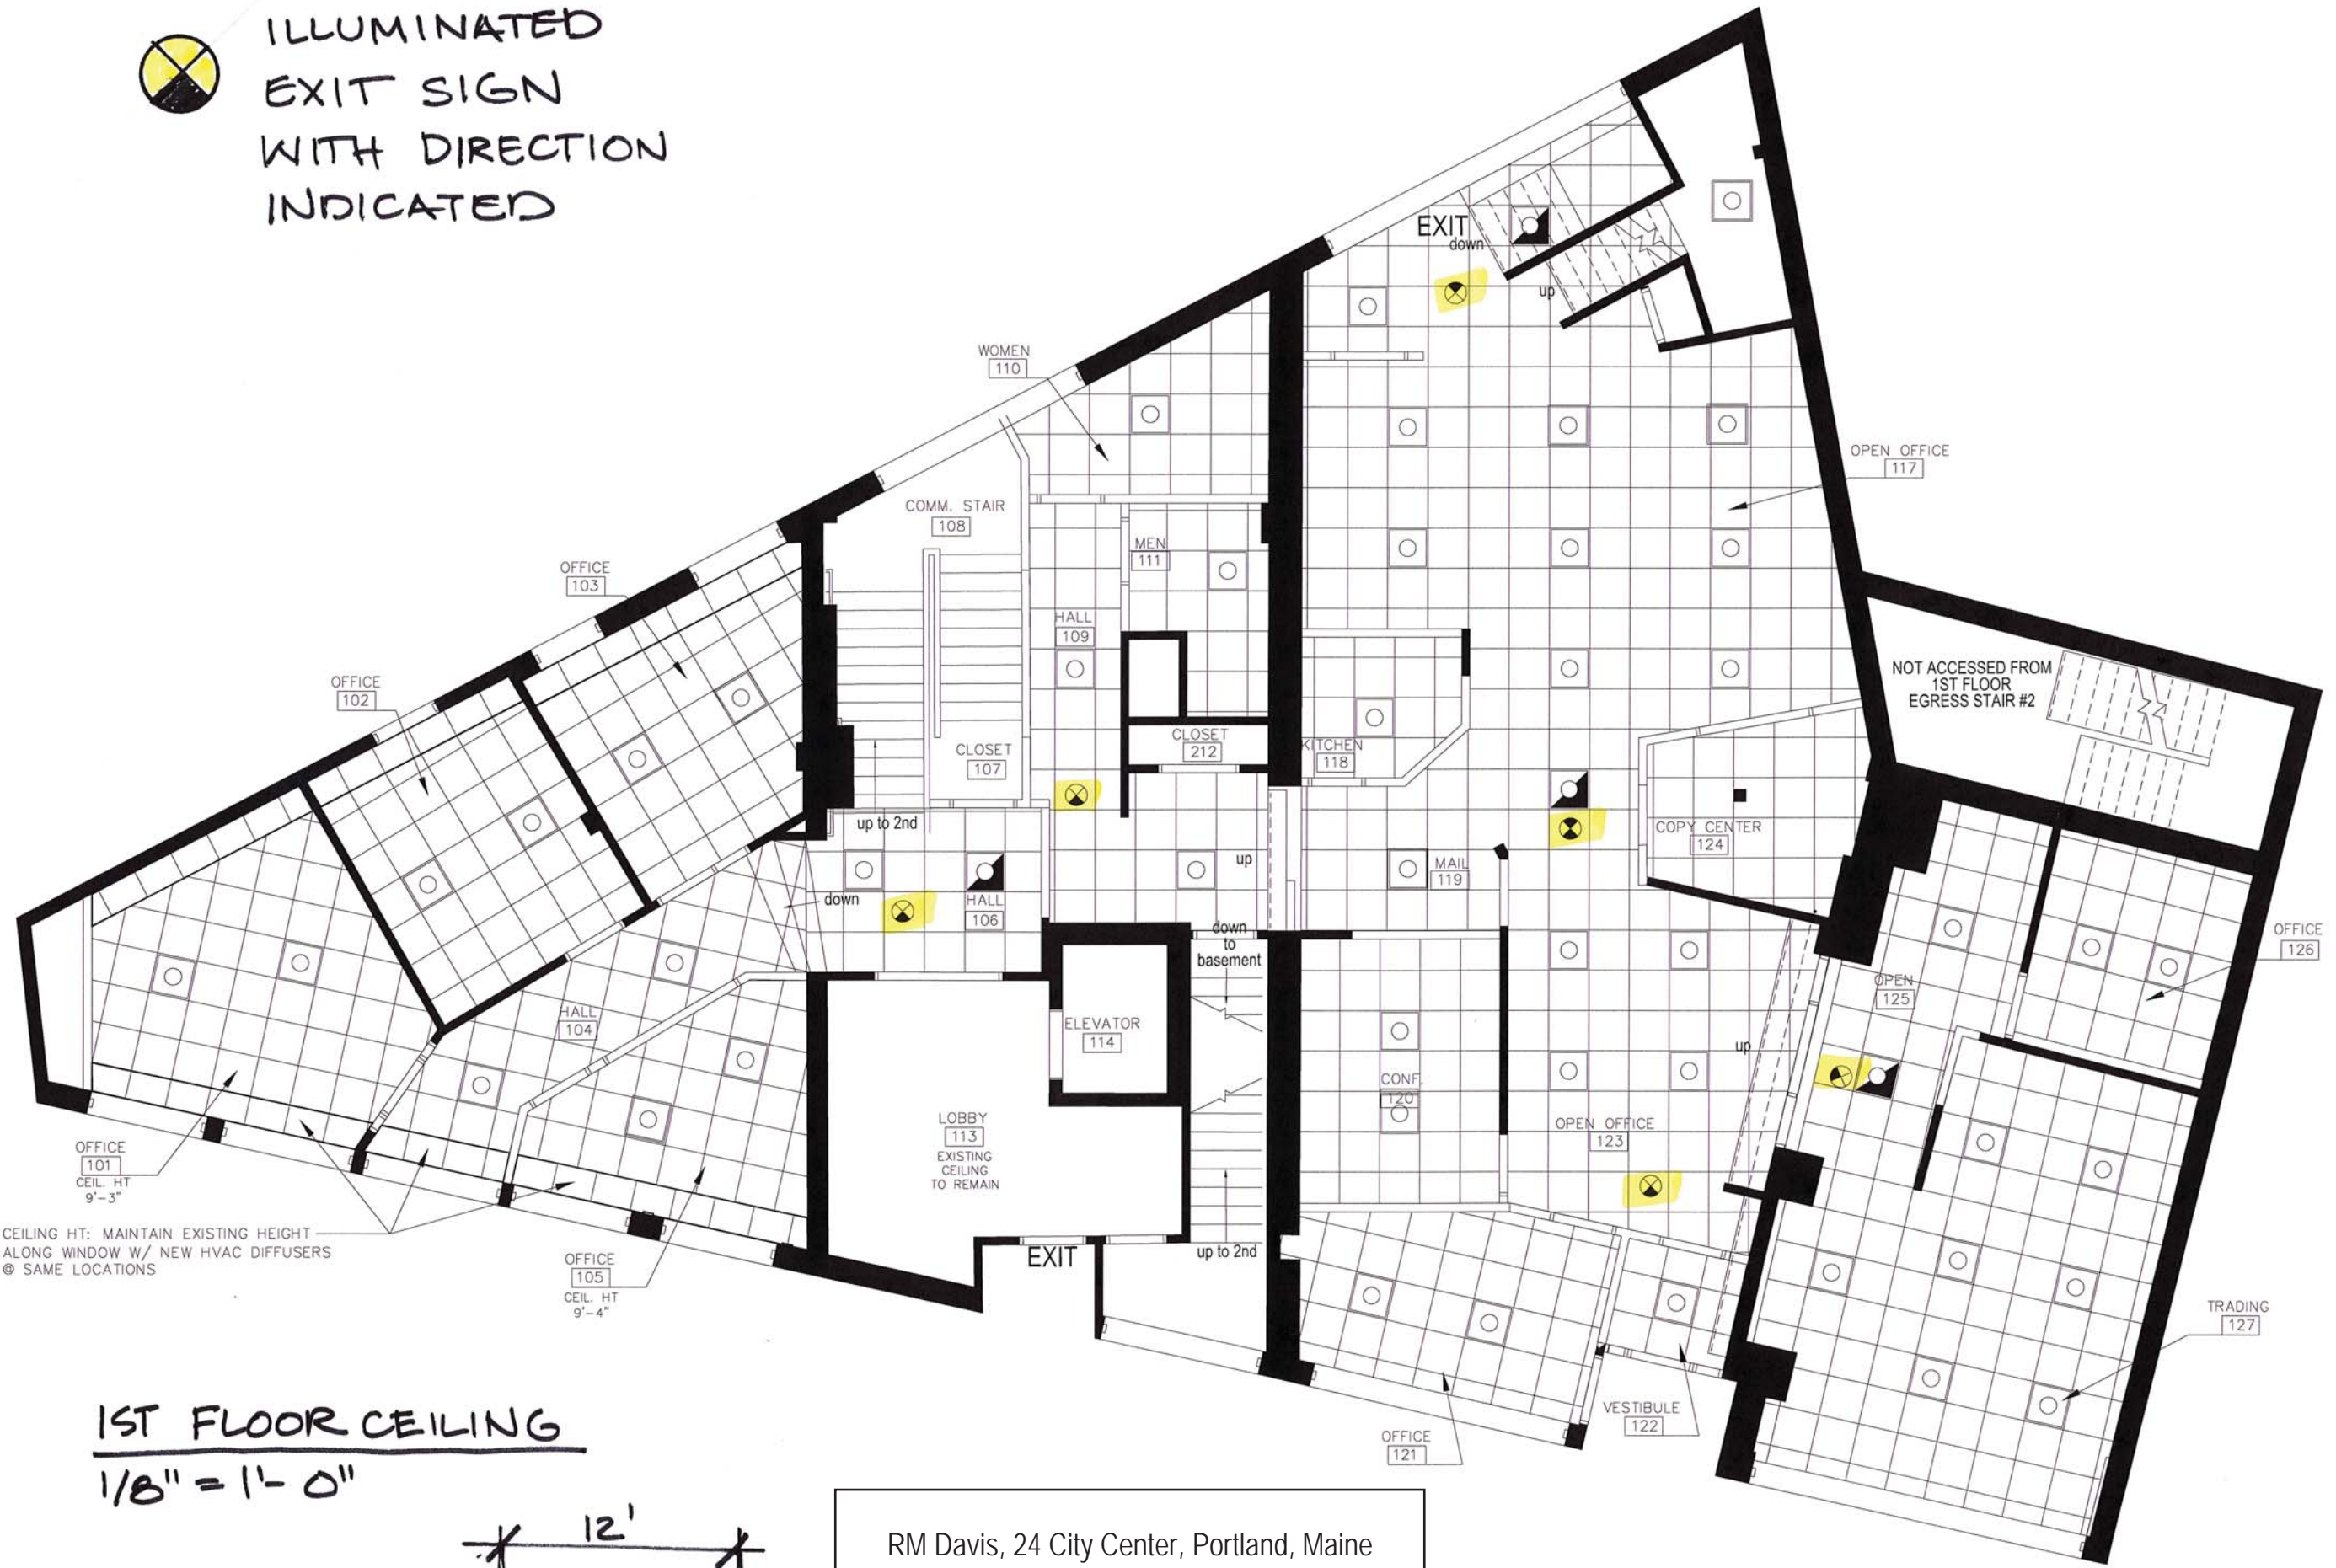 ILLUMINATED
EXIT SIGN
WITH DIRECTION
INDICATED
EXIT
down
up
WOMEN
110
OPEN OFFICE
117
COMM. STAIR
108
MEN
111
OFFICE
103
HALL
109
NOT ACCESSED FROM
1ST FLOOR
EGRESS STAIR #2
OFFICE
102
CLOSET
212
KITCHEN
118
CLOSET
107
up to 2nd
COPY CENTER
124
up
MAIL
119
down
HALL
106
down
to
basement
OFFICE
126
OPEN
125
HALL
104
ELEVATOR
114
up
CONF.
120
LOBBY
113
EXISTING
CEILING
TO REMAIN
OPEN OFFICE
123
OFFICE
101
CEIL. HT
9'-3"
CEILING HT: MAINTAIN EXISTING HEIGHT
ALONG WINDOW W/ NEW HVAC DIFFUSERS
@ SAME LOCATIONS
OFFICE
105
CEIL. HT
9'-4"
EXIT
up to 2nd
TRADING
127
VESTIBULE
122
OFFICE
121
1ST FLOOR CEILING
1/8" = 1'- 0"
12'
RM Davis, 24 City Center, Portland, Maine